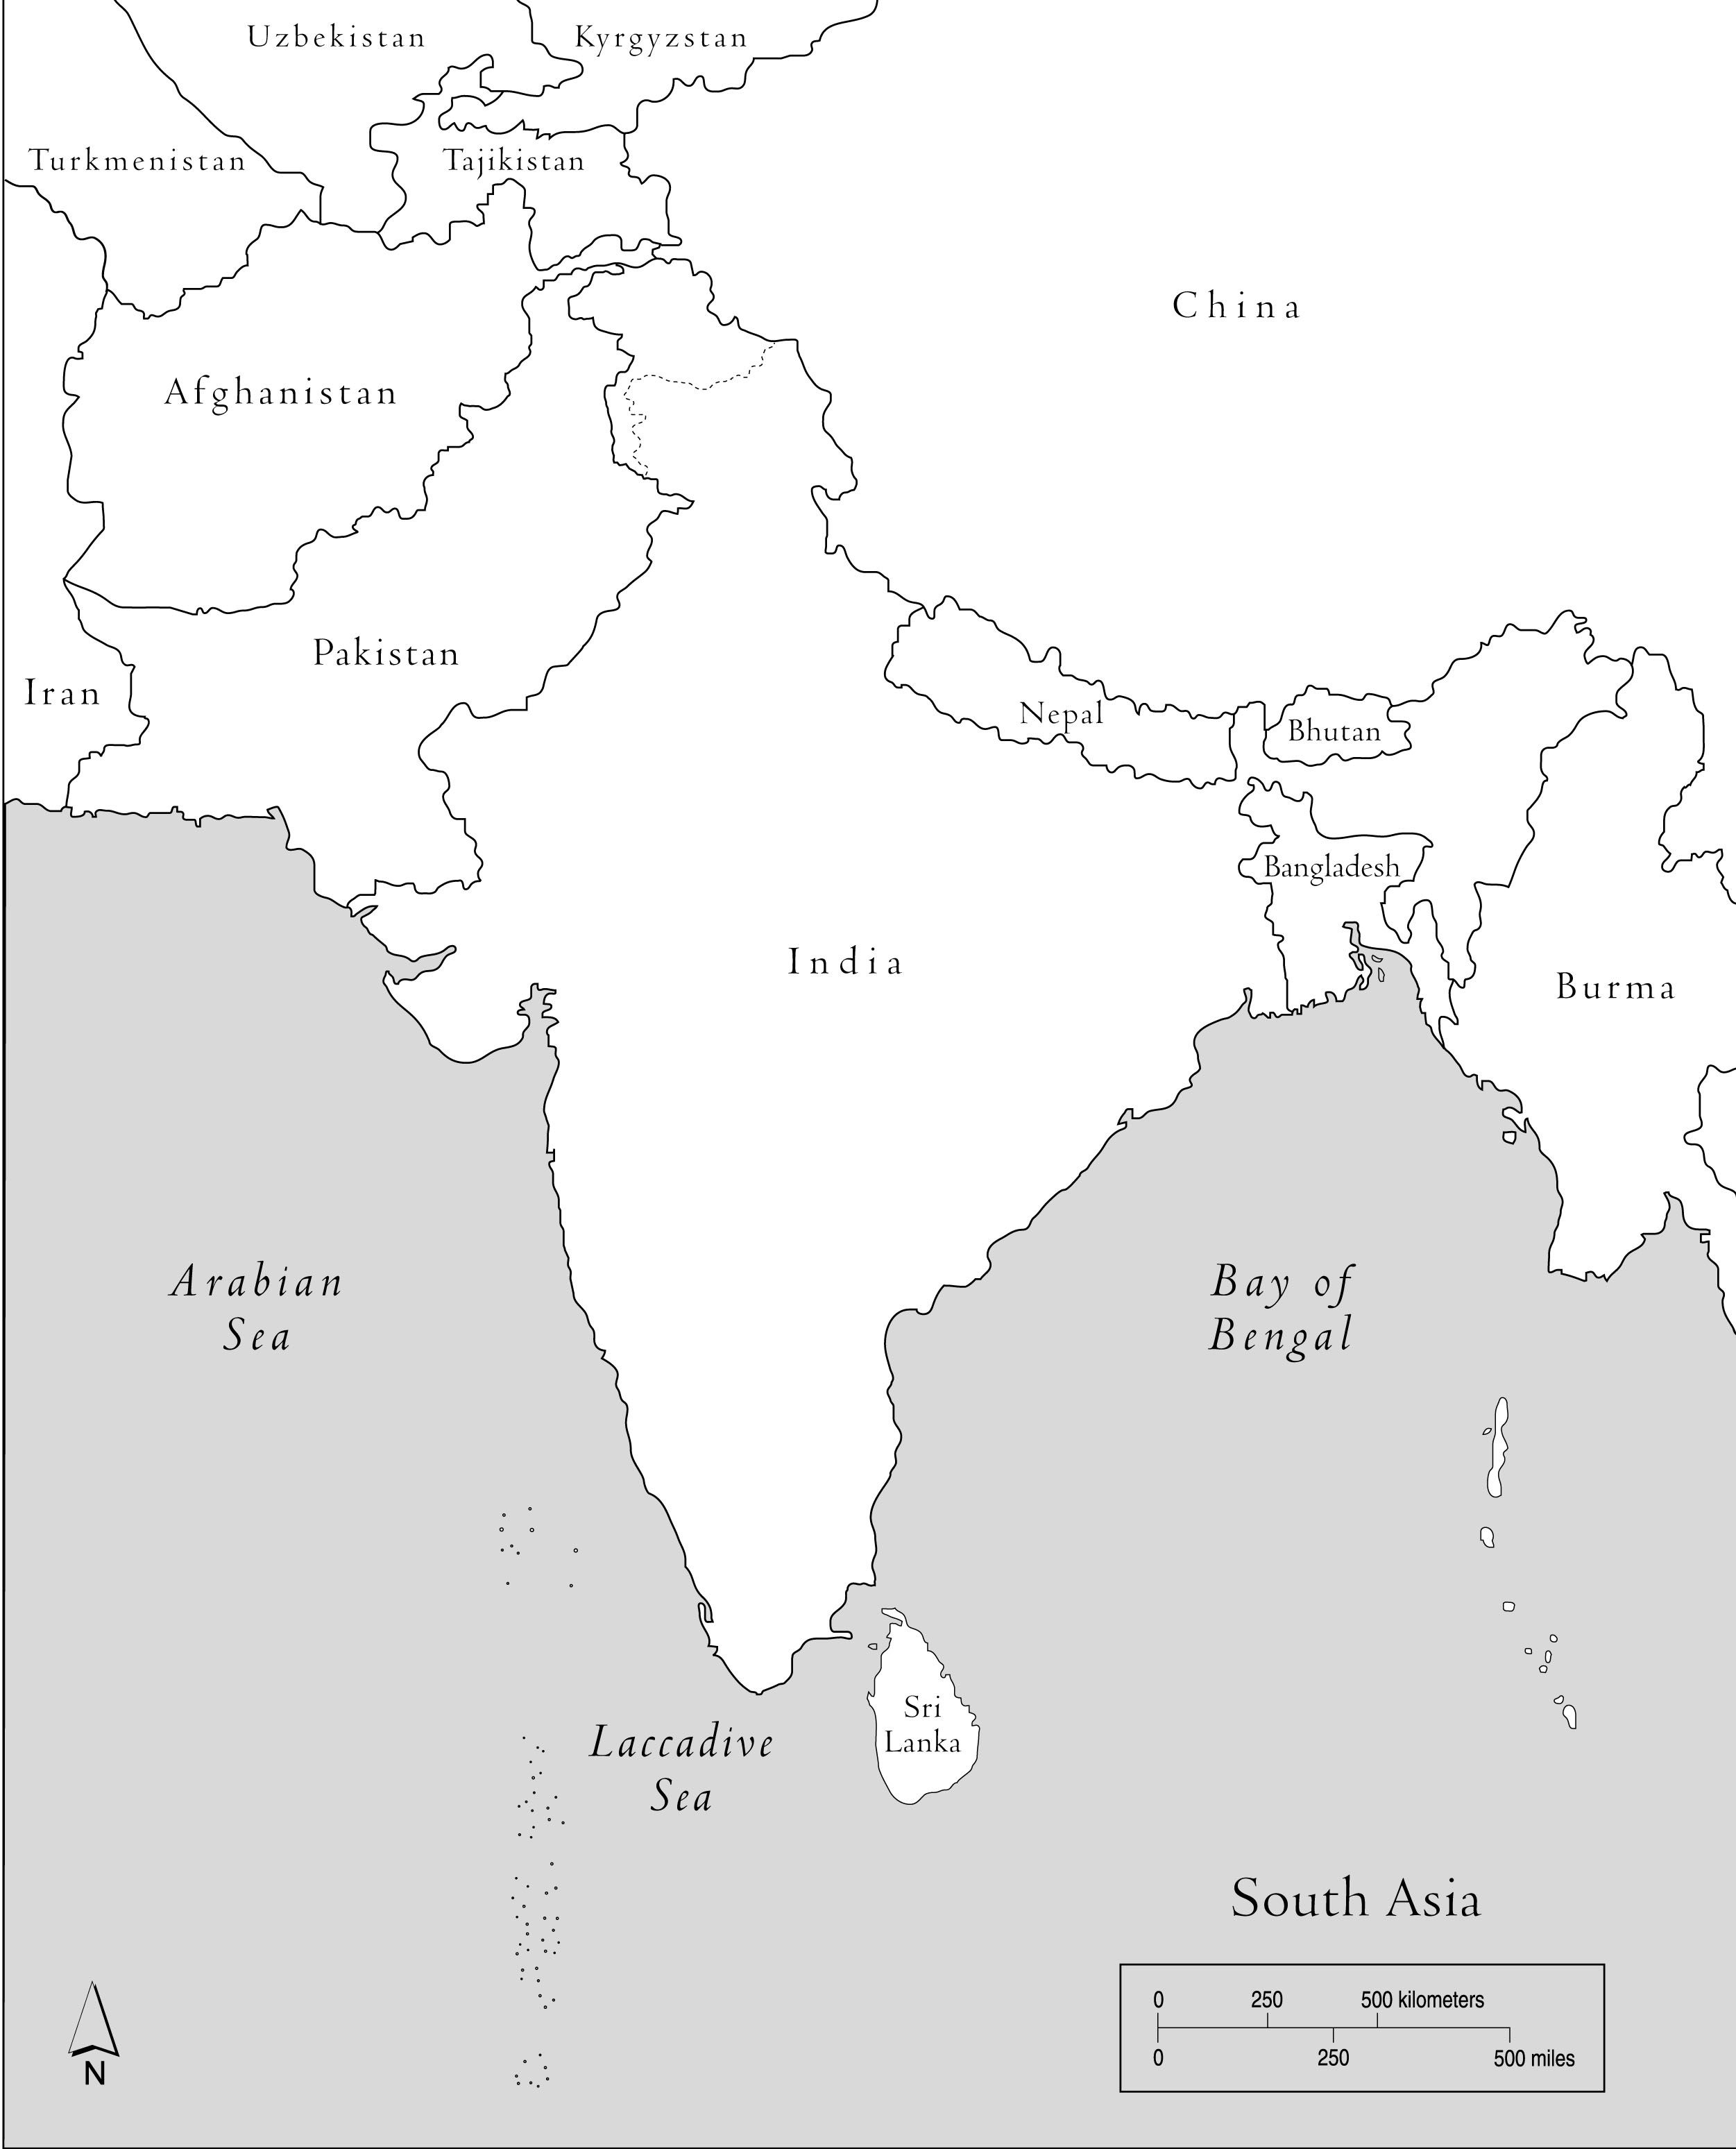 Uzbekistan
Kyrgyzstan
Turkmenistan
Tajikistan
China
Afghanistan
Pakistan
Iran
Nepal
Bhutan
Bangladesh
India
Burma
Arabian
Sea
Bay of
Bengal
Sri
Lanka
Laccadive
Sea
South Asia
0 250 500 kilometers
0 250 500 miles
N